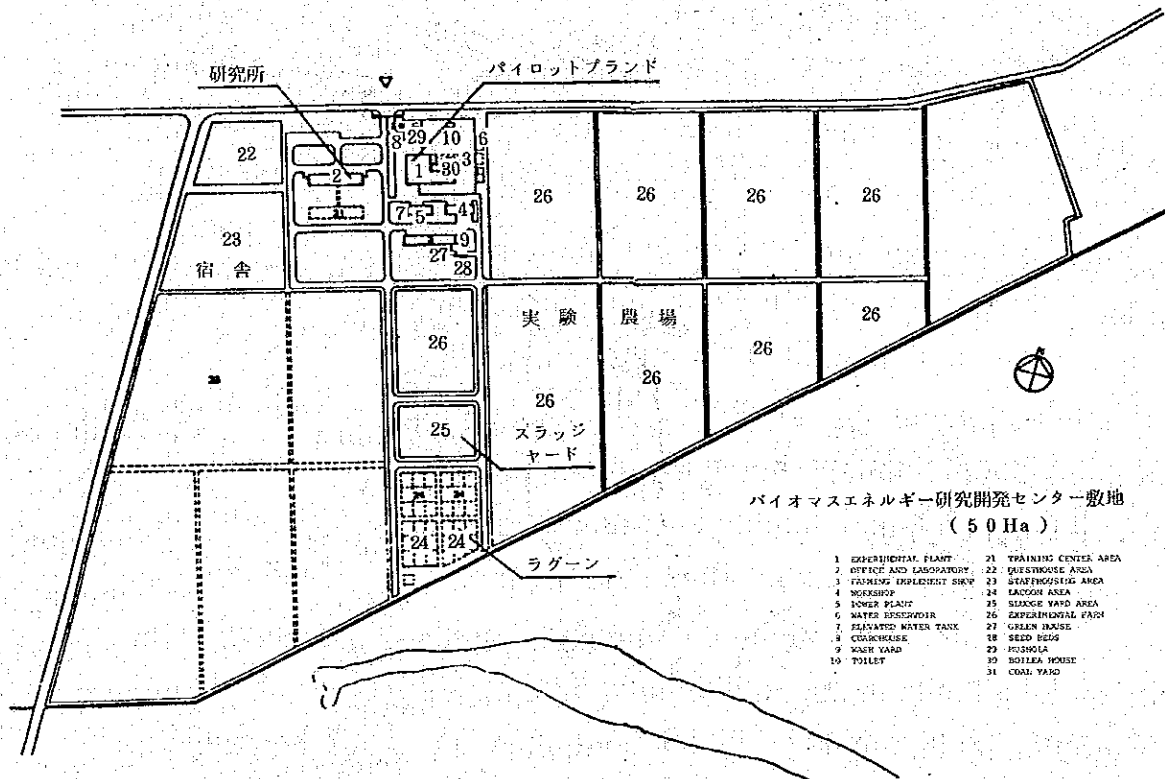 研究所
パイロットプランド
22
8
29
10
6
1
30
3
2
21
7
5
4
9
27
28
23
宿舎
26
26
26
26
26
実験 農場
26
26
26
26
25
スラッジ
ヤード
24
24
ラグーン
バイオマスエネルギー研究開発センター敷地
( 50 Ha )
1 EXPERIMENTAL PLANT
2 OFFICE AND LABORATORY
3 FARMING IMPLEMENT SHOP
4 WORKSHOP
5 POWER PLANT
6 WATER RESERVOIR
7 ELEVATED WATER TANK
8
9 WASH YARD
10 TOILET
21 TRAINING CENTER AREA
22 QUESTHOUSE AREA
23 STAFFHOUSING AREA
24 LAGOON AREA
25 SLUDGE YARD AREA
26 EXPERIMENTAL FARM
27 GREEN HOUSE
28 SEED BEDS
29 MUSHOLA
30 BOILER HOUSE
31 COAL YARD